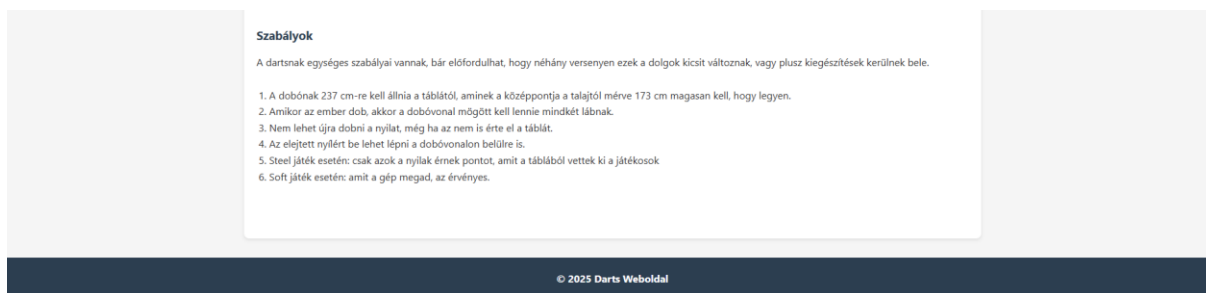 Szabályok
A dartsnak egységes szabályai vannak, bár előfordulhat, hogy néhány versenyen ezek a dolgok kicsit változnak, vagy plusz kiegészítések kerülnek bele.
1. A dobónak 237 cm-re kell állnia a táblától, aminek a középpontja a talajtól mérve 173 cm magasan kell, hogy legyen.
2. Amikor az ember dob, akkor a dobóvonal mögött kell lennie mindkét lábnak.
3. Nem lehet újra dobni a nyilat, még ha az nem is érte el a táblát.
4. Az elejtett nyílért be lehet lépni a dobóvonalon belülre is.
5. Steel játék esetén: csak azok a nyilak érnek pontot, amit a táblából vettek ki a játékosok
6. Soft játék esetén: amit a gép megad, az érvényes.
© 2025 Darts Weboldal